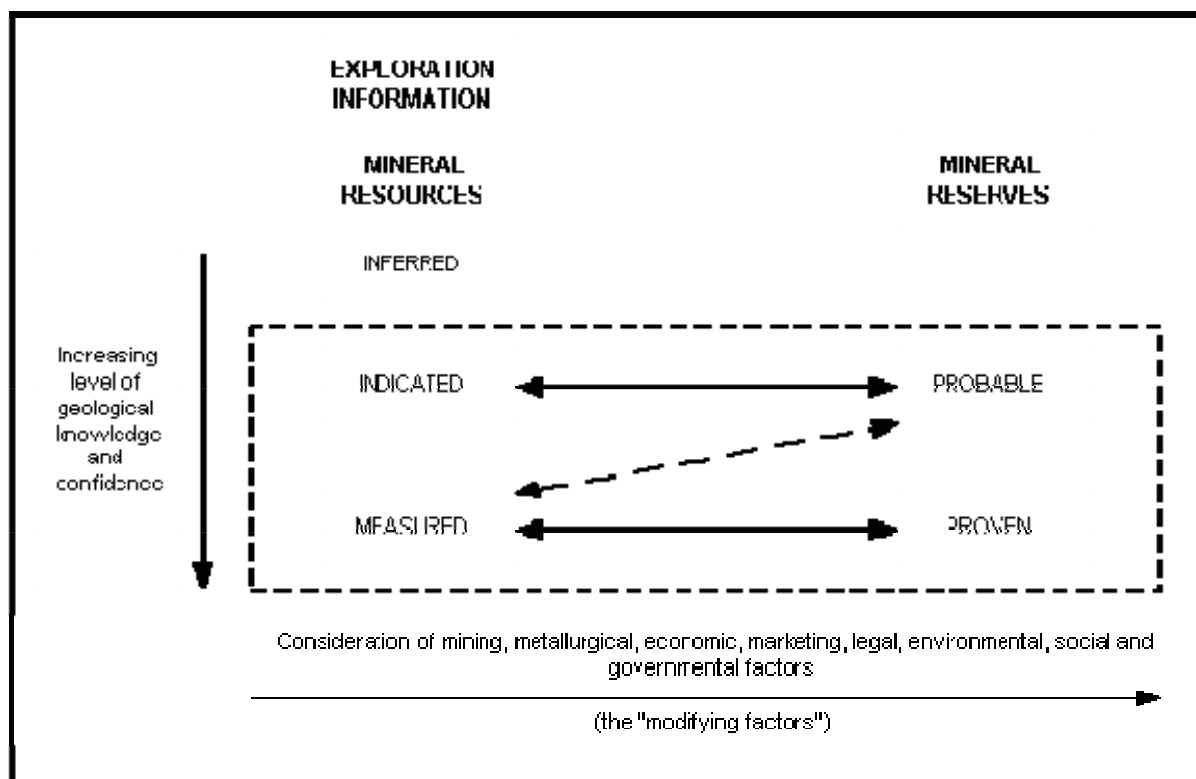 EXPLORATION
INFORMATION
MINERAL
RESOURCES
MINERAL
RESERVES
INFERRED
Increasing
level of
geological
knowledge
and
confidence
INDICATED
PROBABLE
MEASURED
PROVEN
Consideration of mining, metallurgical, economic, marketing, legal, environmental, social and
governmental factors
(the "modifying factors")